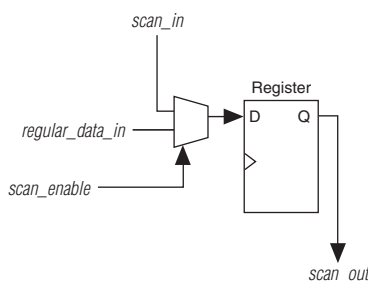 scan_in
Register
D Q
regular_data_in
scan_enable
scan_out